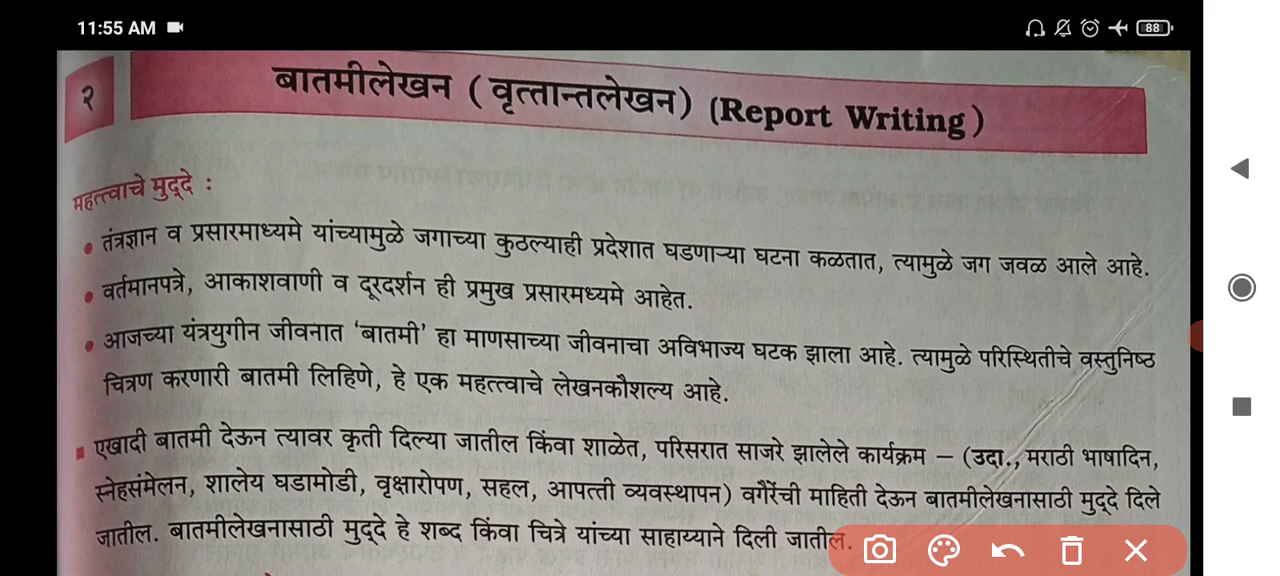 11:55 AM
88
२
बातमीलेखन ( वृत्तान्तलेखन) (Report Writing )
महत्त्वाचे मुद्‌दे :
• तंत्रज्ञान व प्रसारमाध्यमे यांच्यामुळे जगाच्या कुठल्याही प्रदेशात घडणाऱ्या घटना कळतात, त्यामुळे जग जवळ आले आहे.
• वर्तमानपत्रे, आकाशवाणी व दूरदर्शन ही प्रमुख प्रसारमध्यमे आहेत.
• आजच्या यंत्रयुगीन जीवनात ‘बातमी’ हा माणसाच्या जीवनाचा अविभाज्य घटक झाला आहे. त्यामुळे परिस्थितीचे वस्तुनिष्ठ
चित्रण करणारी बातमी लिहिणे, हे एक महत्त्वाचे लेखनकौशल्य आहे.
▪ एखादी बातमी देऊन त्यावर कृती दिल्या जातील किंवा शाळेत, परिसरात साजरे झालेले कार्यक्रम – (उदा., मराठी भाषादिन,
स्नेहसंमेलन, शालेय घडामोडी, वृक्षारोपण, सहल, आपत्ती व्यवस्थापन) वगैरेंची माहिती देऊन बातमीलेखनासाठी मुद्‌दे दिले
जातील. बातमीलेखनासाठी मुद्‌दे हे शब्द किंवा चित्रे यांच्या साहाय्याने दिली जातील.